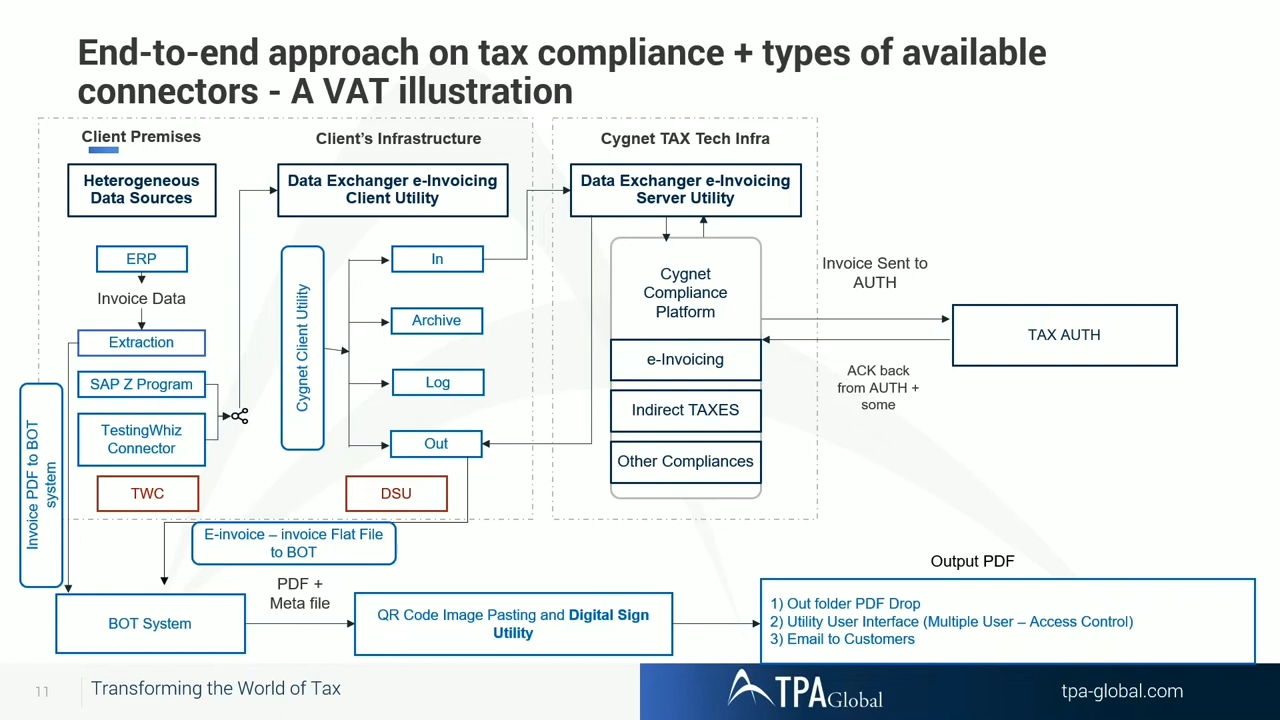 End-to-end approach on tax compliance + types of available
connectors - A VAT illustration
Client Premises
Client's Infrastructure
Cygnet TAX Tech Infra
Heterogeneous
Data Sources
Data Exchanger e-Invoicing
Client Utility
Data Exchanger e-Invoicing
Server Utility
ERP
Invoice Data
Extraction
SAP Z Program
TestingWhiz
Connector
TWC
Cygnet Client Utility
In
Archive
Log
Out
DSU
Cygnet
Compliance
Platform
e-Invoicing
Indirect TAXES
Other Compliances
Invoice Sent to
AUTH
TAX AUTH
ACK back
from AUTH +
some
Invoice PDF to BOT
system
E-invoice – invoice Flat File
to BOT
BOT System
PDF +
Meta file
QR Code Image Pasting and Digital Sign
Utility
Output PDF
1) Out folder PDF Drop
2) Utility User Interface (Multiple User – Access Control)
3) Email to Customers
11
Transforming the World of Tax
TPA Global
tpa-global.com